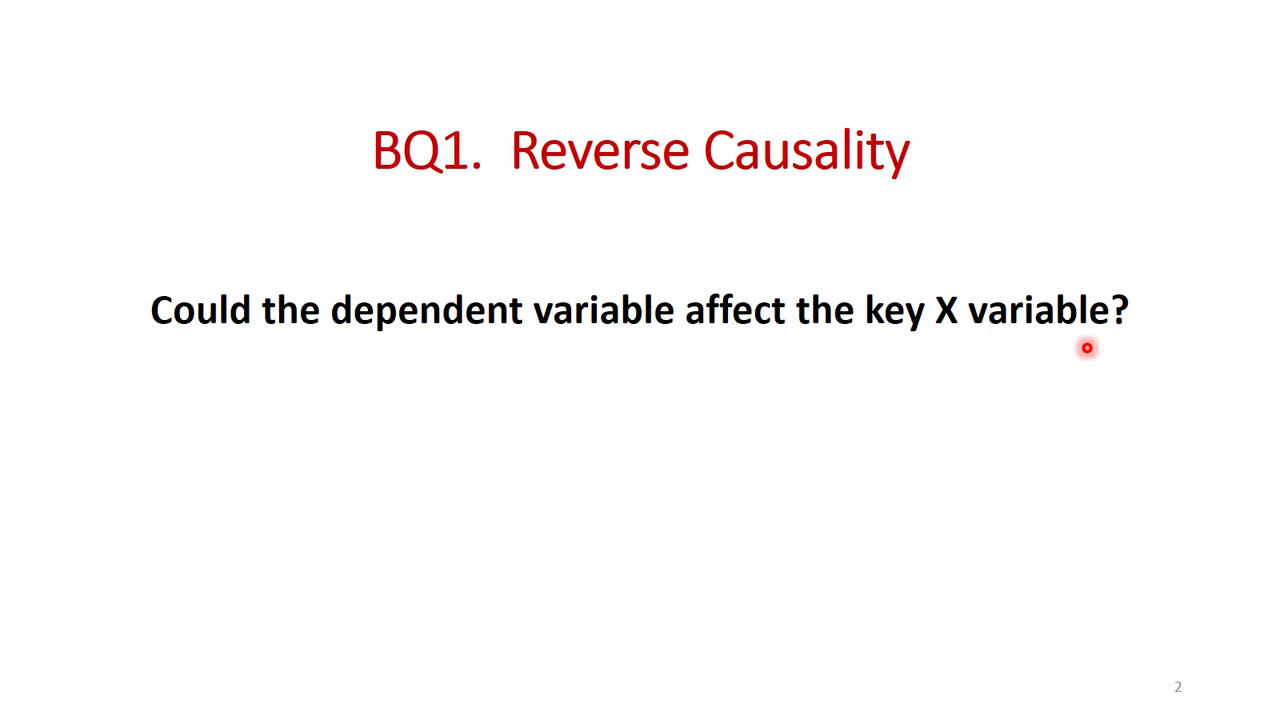 BQ1.  Reverse Causality
Could the dependent variable affect the key X variable?
2